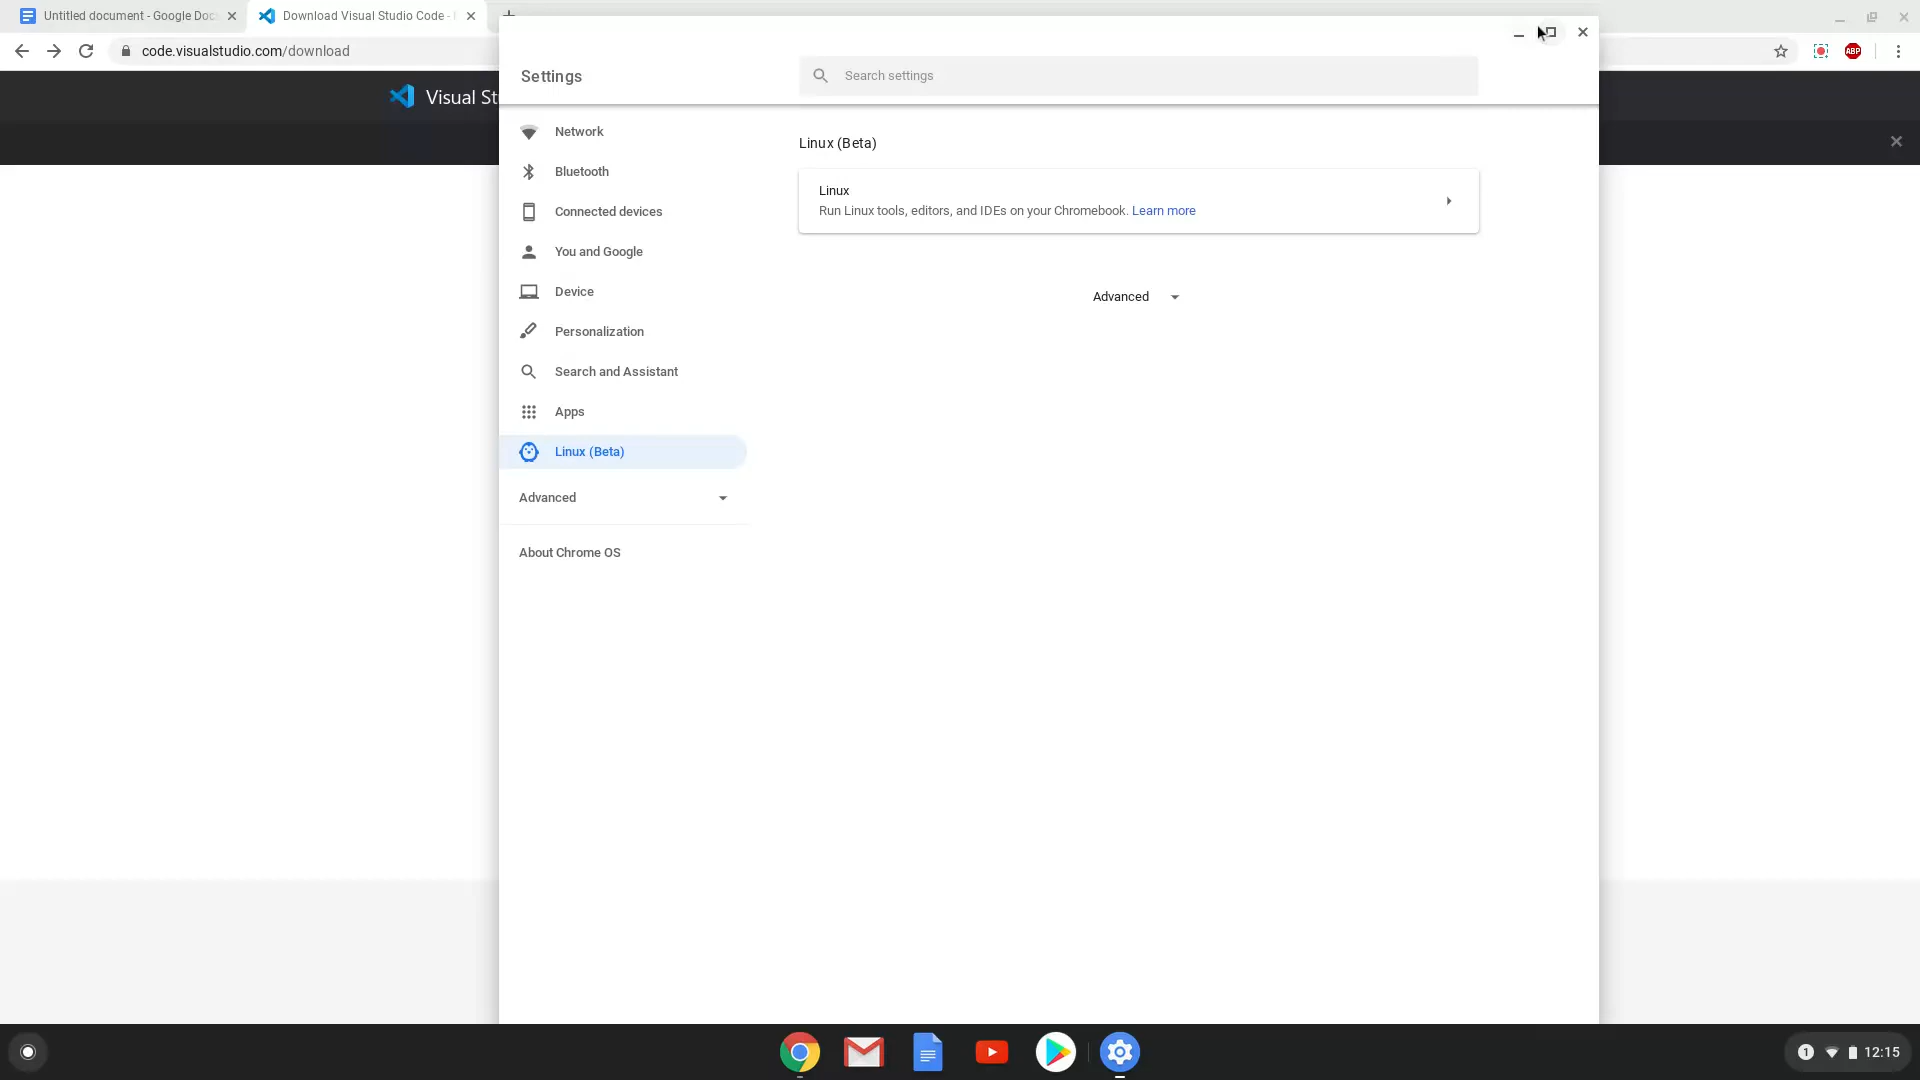 Untitled document - Google Doc
Download Visual Studio Code -
code.visualstudio.com/download
ABP
Visual St
Settings
Search settings
Network
Bluetooth
Connected devices
You and Google
Device
Personalization
Search and Assistant
Apps
Linux (Beta)
Advanced
About Chrome OS
Linux (Beta)
Linux
Run Linux tools, editors, and IDEs on your Chromebook. Learn more
Advanced
1
12:15